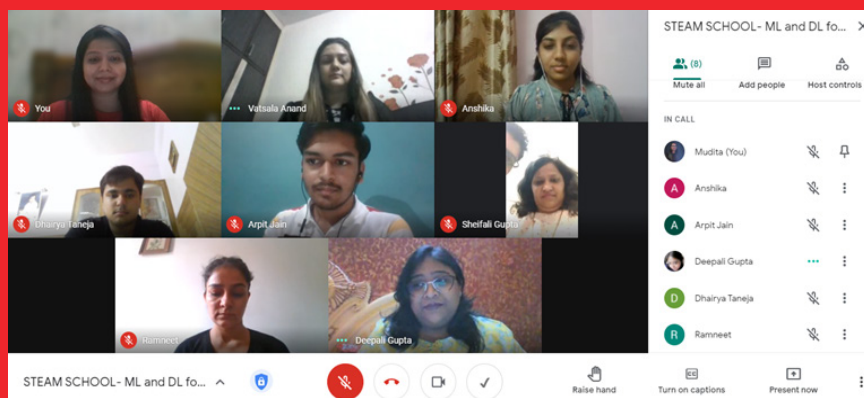 You
Vatsala Anand
Anshika
Dhairya Taneja
Arpit Jain
Sheifali Gupta
Ramneet
Deepali Gupta
STEAM SCHOOL- ML and DL fo...
(8)
Mute all
Add people
Host controls
IN CALL
Mudita (You)
A
Anshika
A
Arpit Jain
Deepali Gupta
D
Dhairya Taneja
R
Ramneet
STEAM SCHOOL- ML and DL fo...
Raise hand
CC
Turn on captions
Present now